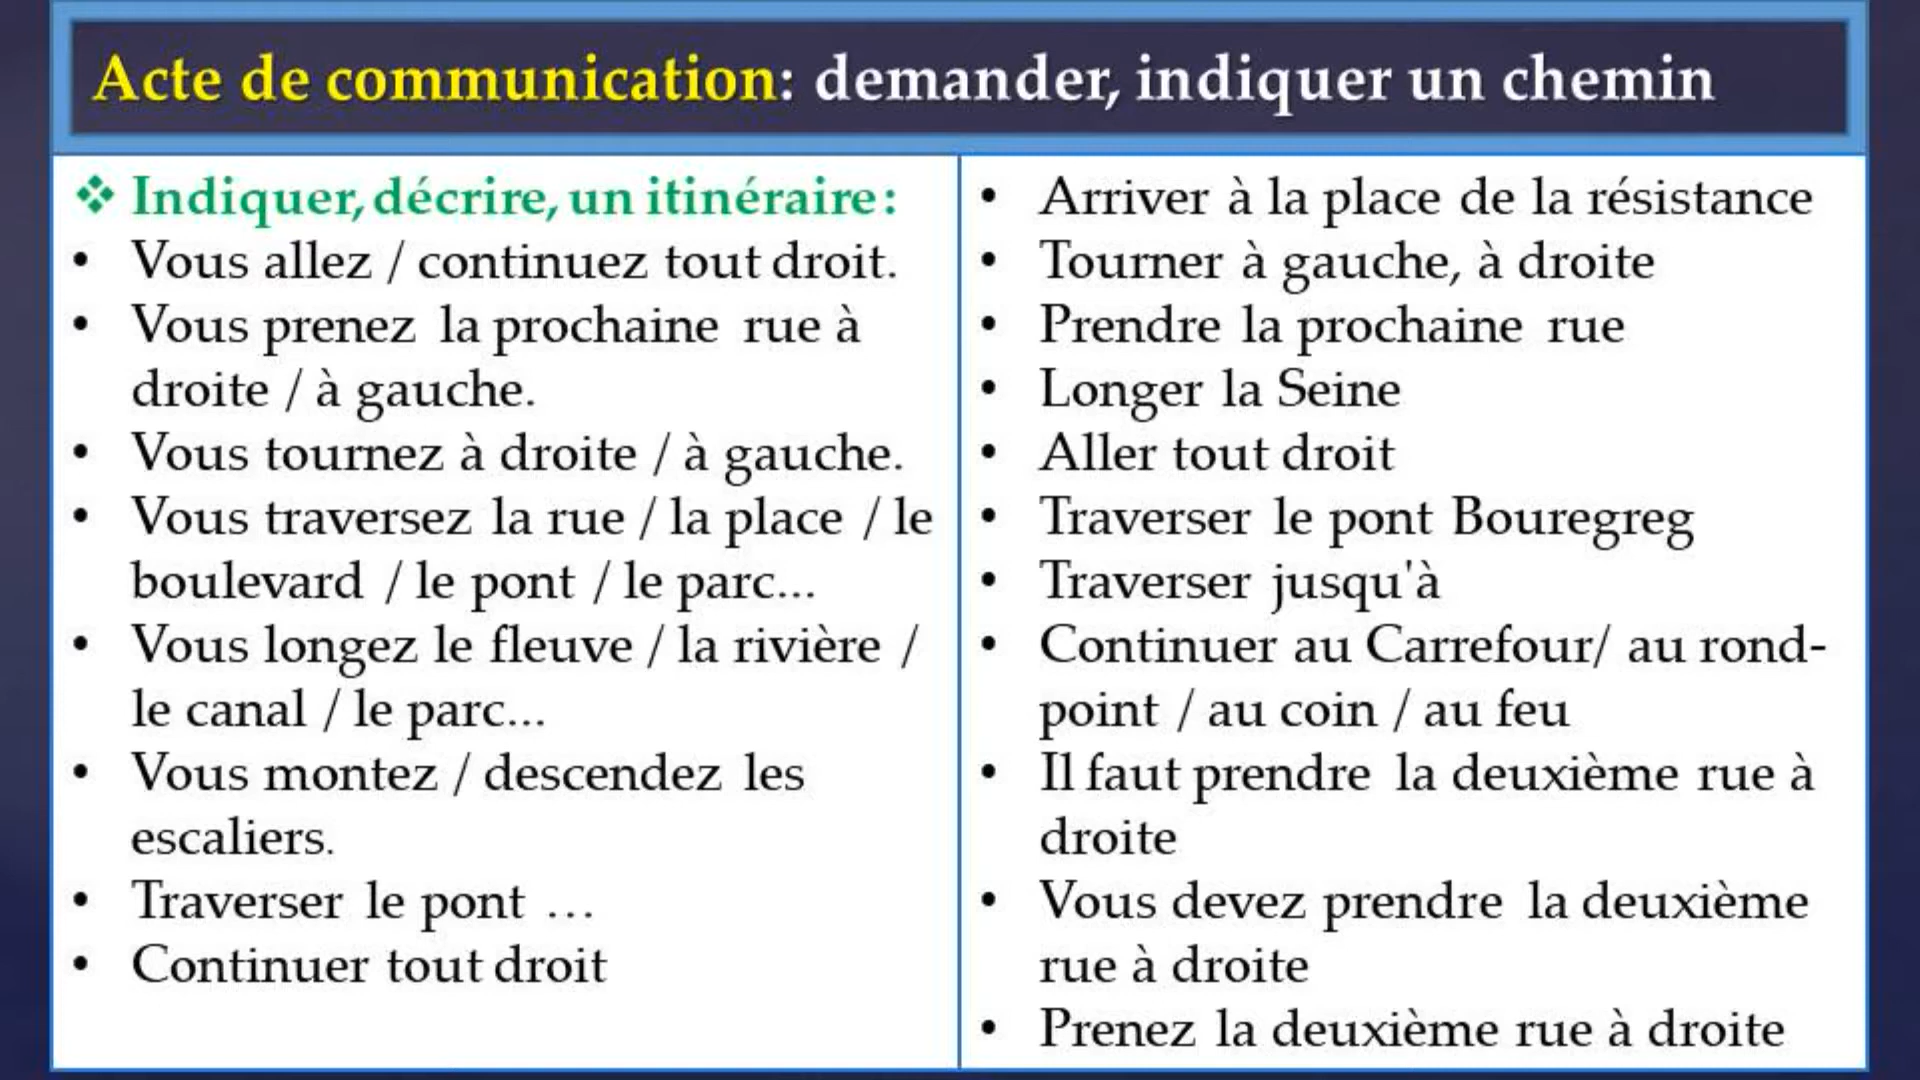 Acte de communication: demander, indiquer un chemin
❖ Indiquer, décrire, un itinéraire:
• Vous allez / continuez tout droit.
• Vous prenez la prochaine rue à
droite / à gauche.
• Vous tournez à droite / à gauche.
• Vous traversez la rue / la place / le
boulevard / le pont / le parc...
• Vous longez le fleuve / la rivière /
le canal / le parc...
• Vous montez / descendez les
escaliers.
• Traverser le pont …
• Continuer tout droit
• Arriver à la place de la résistance
• Tourner à gauche, à droite
• Prendre la prochaine rue
• Longer la Seine
• Aller tout droit
• Traverser le pont Bouregreg
• Traverser jusqu'à
• Continuer au Carrefour/ au rond-
point / au coin / au feu
• Il faut prendre la deuxième rue à
droite
• Vous devez prendre la deuxième
rue à droite
• Prenez la deuxième rue à droite